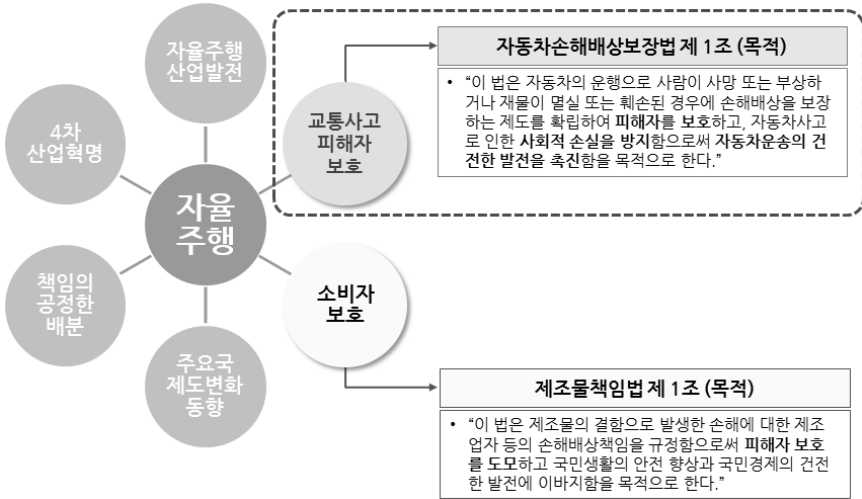 자율주행
산업발전
4차
산업혁명
교통사고
피해자
보호
자율
주행
책임의
공정한
배분
소비자
보호
주요국
제도변화
동향
자동차손해배상보장법 제 1조 (목적)
• “이 법은 자동차의 운행으로 사람이 사망 또는 부상하
거나 재물이 멸실 또는 훼손된 경우에 손해배상을 보장
하는 제도를 확립하여 피해자를 보호하고, 자동차사고
로 인한 사회적 손실을 방지함으로써 자동차운송의 건
전한 발전을 촉진함을 목적으로 한다.”
제조물책임법 제 1조 (목적)
• “이 법은 제조물의 결함으로 발생한 손해에 대한 제조
업자 등의 손해배상책임을 규정함으로써 피해자 보호
를 도모하고 국민생활의 안전 향상과 국민경제의 건전
한 발전에 이바지함을 목적으로 한다.”